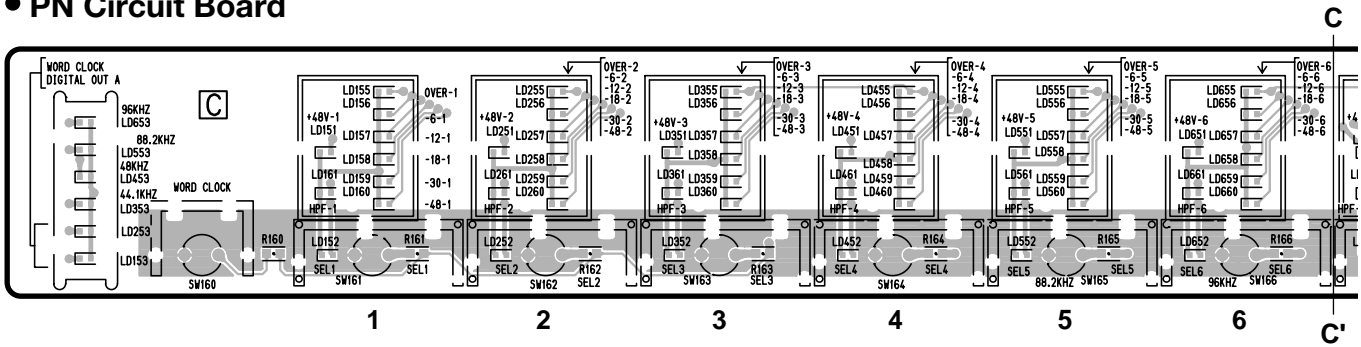 • PN Circuit Board
C
WORD CLOCK
DIGITAL OUT A
C
96KHZ
LD653
88.2KHZ
LD553
48KHZ
LD453
44.1KHZ
LD353
LD253
LD153
WORD CLOCK
SW160
R160
LD155
LD156
OVER-1
-6-1
+48V-1
LD151
LD157
-12-1
LD158
-18-1
LD161
LD159
LD160
-30-1
HPF-1
-48-1
LD152
R161
SEL1
SW161
SEL1
OVER-2
-6-2
-12-2
-18-2
-30-2
-48-2
LD255
LD256
+48V-2
LD251
LD257
LD258
LD261
LD259
LD260
HPF-2
LD252
SEL2
R162
SW162
SEL2
OVER-3
-6-3
-12-3
-18-3
-30-3
-48-3
LD355
LD356
+48V-3
LD351
LD357
LD358
LD361
LD359
LD360
HPF-3
LD352
SEL3
R163
SW163
SEL3
OVER-4
-6-4
-12-4
-18-4
-30-4
-48-4
LD455
LD456
+48V-4
LD451
LD457
LD458
LD461
LD459
LD460
HPF-4
LD452
R164
SEL4
SEL4
SW164
OVER-5
-6-5
-12-5
-18-5
-30-5
-48-5
LD555
LD556
+48V-5
LD551
LD557
LD558
LD561
LD559
LD560
HPF-5
LD552
R165
SEL5
SEL5
88.2KHZ
SW165
OVER-6
-6-6
-12-6
-18-6
-30-6
-48-6
LD655
LD656
+48V-6
LD651
LD657
LD658
LD661
LD659
LD660
HPF-6
LD652
R166
SEL6
SEL6
96KHZ
SW166
1
2
3
4
5
6
C'